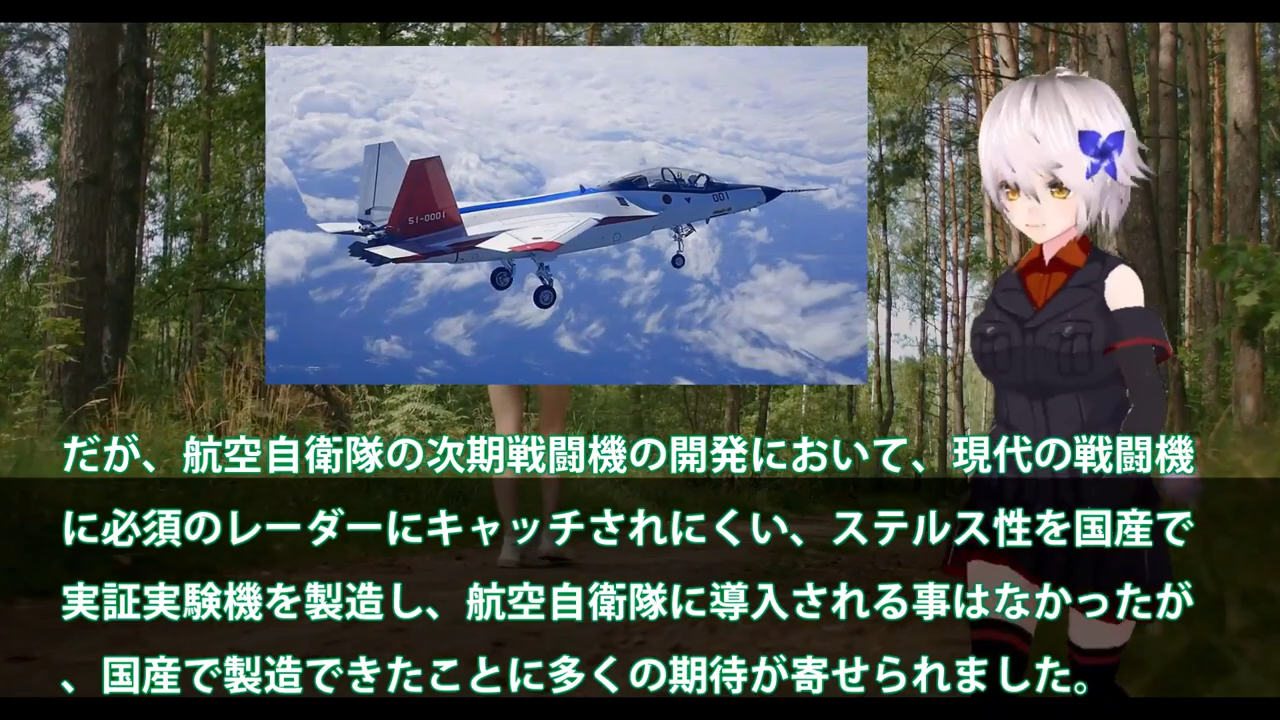 51-0001
001
だが、航空自衛隊の次期戦闘機の開発において、現代の戦闘機
に必須のレーダーにキャッチされにくい、ステルス性を国産で
実証実験機を製造し、航空自衛隊に導入される事はなかったが
、国産で製造できたことに多くの期待が寄せられました。